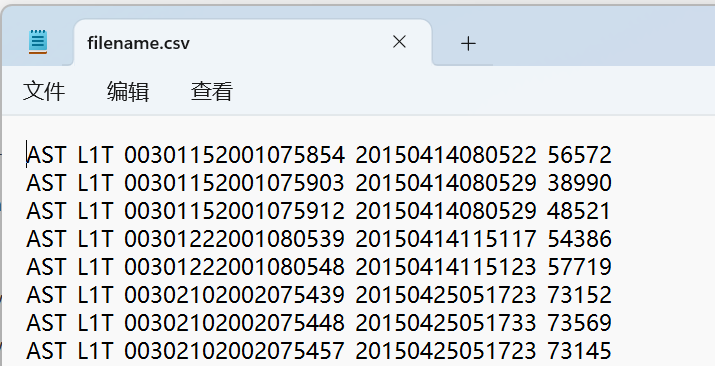 filename.csv
文件 编辑 查看
AST L1T 00301152001075854 20150414080522 56572
AST L1T 00301152001075903 20150414080529 38990
AST L1T 00301152001075912 20150414080529 48521
AST L1T 00301222001080539 20150414115117 54386
AST L1T 00301222001080548 20150414115123 57719
AST L1T 00302102002075439 20150425051723 73152
AST L1T 00302102002075448 20150425051733 73569
AST L1T 00302102002075457 20150425051723 73145